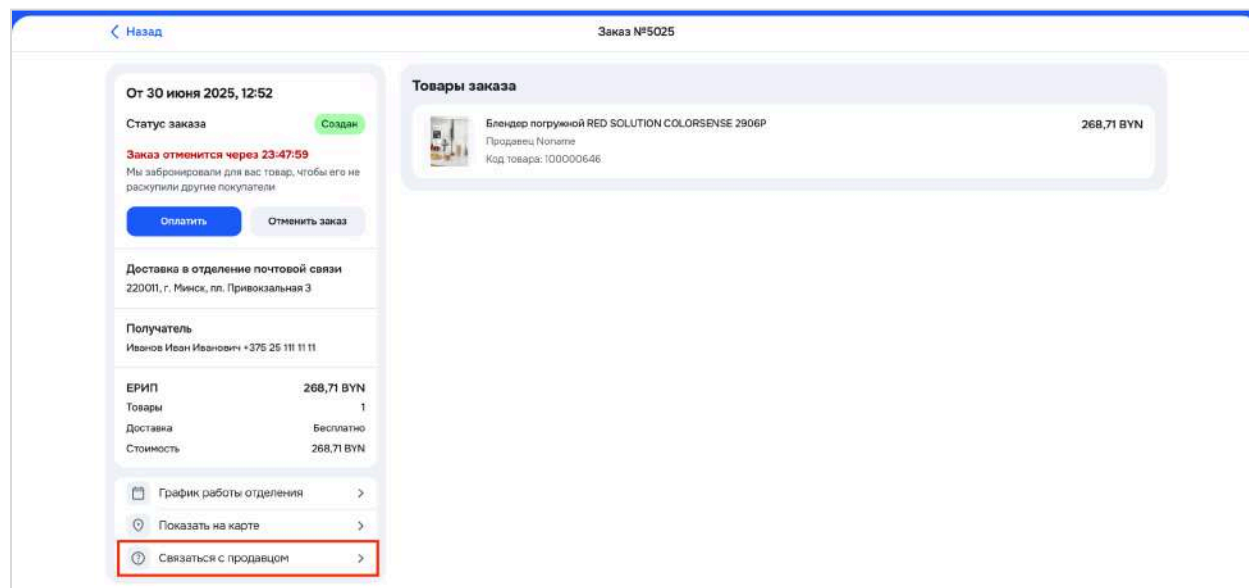 Назад
Заказ №5025
От 30 июня 2025, 12:52
Статус заказа Создан
Заказ отменится через 23:47:59
Мы забронировали для вас товар, чтобы его не
раскупили другие покупатели
Оплатить Отменить заказ
Доставка в отделение почтовой связи
220011, г. Минск, пл. Привокзальная 3
Получатель
Иванов Иван Иванович +375 25 111 11 11
ЕРИП 268,71 BYN
Товары 1
Доставка Бесплатно
Стоимость 268,71 BYN
График работы отделения
Показать на карте
Связаться с продавцом
Товары заказа
Блендер погружной RED SOLUTION COLORSENSE 2906P 268,71 BYN
Продавец Noname
Код товара: 100000646